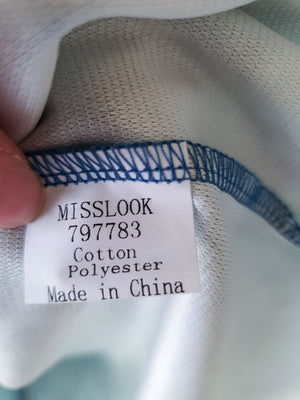 MISSLOOK
797783
Cotton
Polyester
Made in China